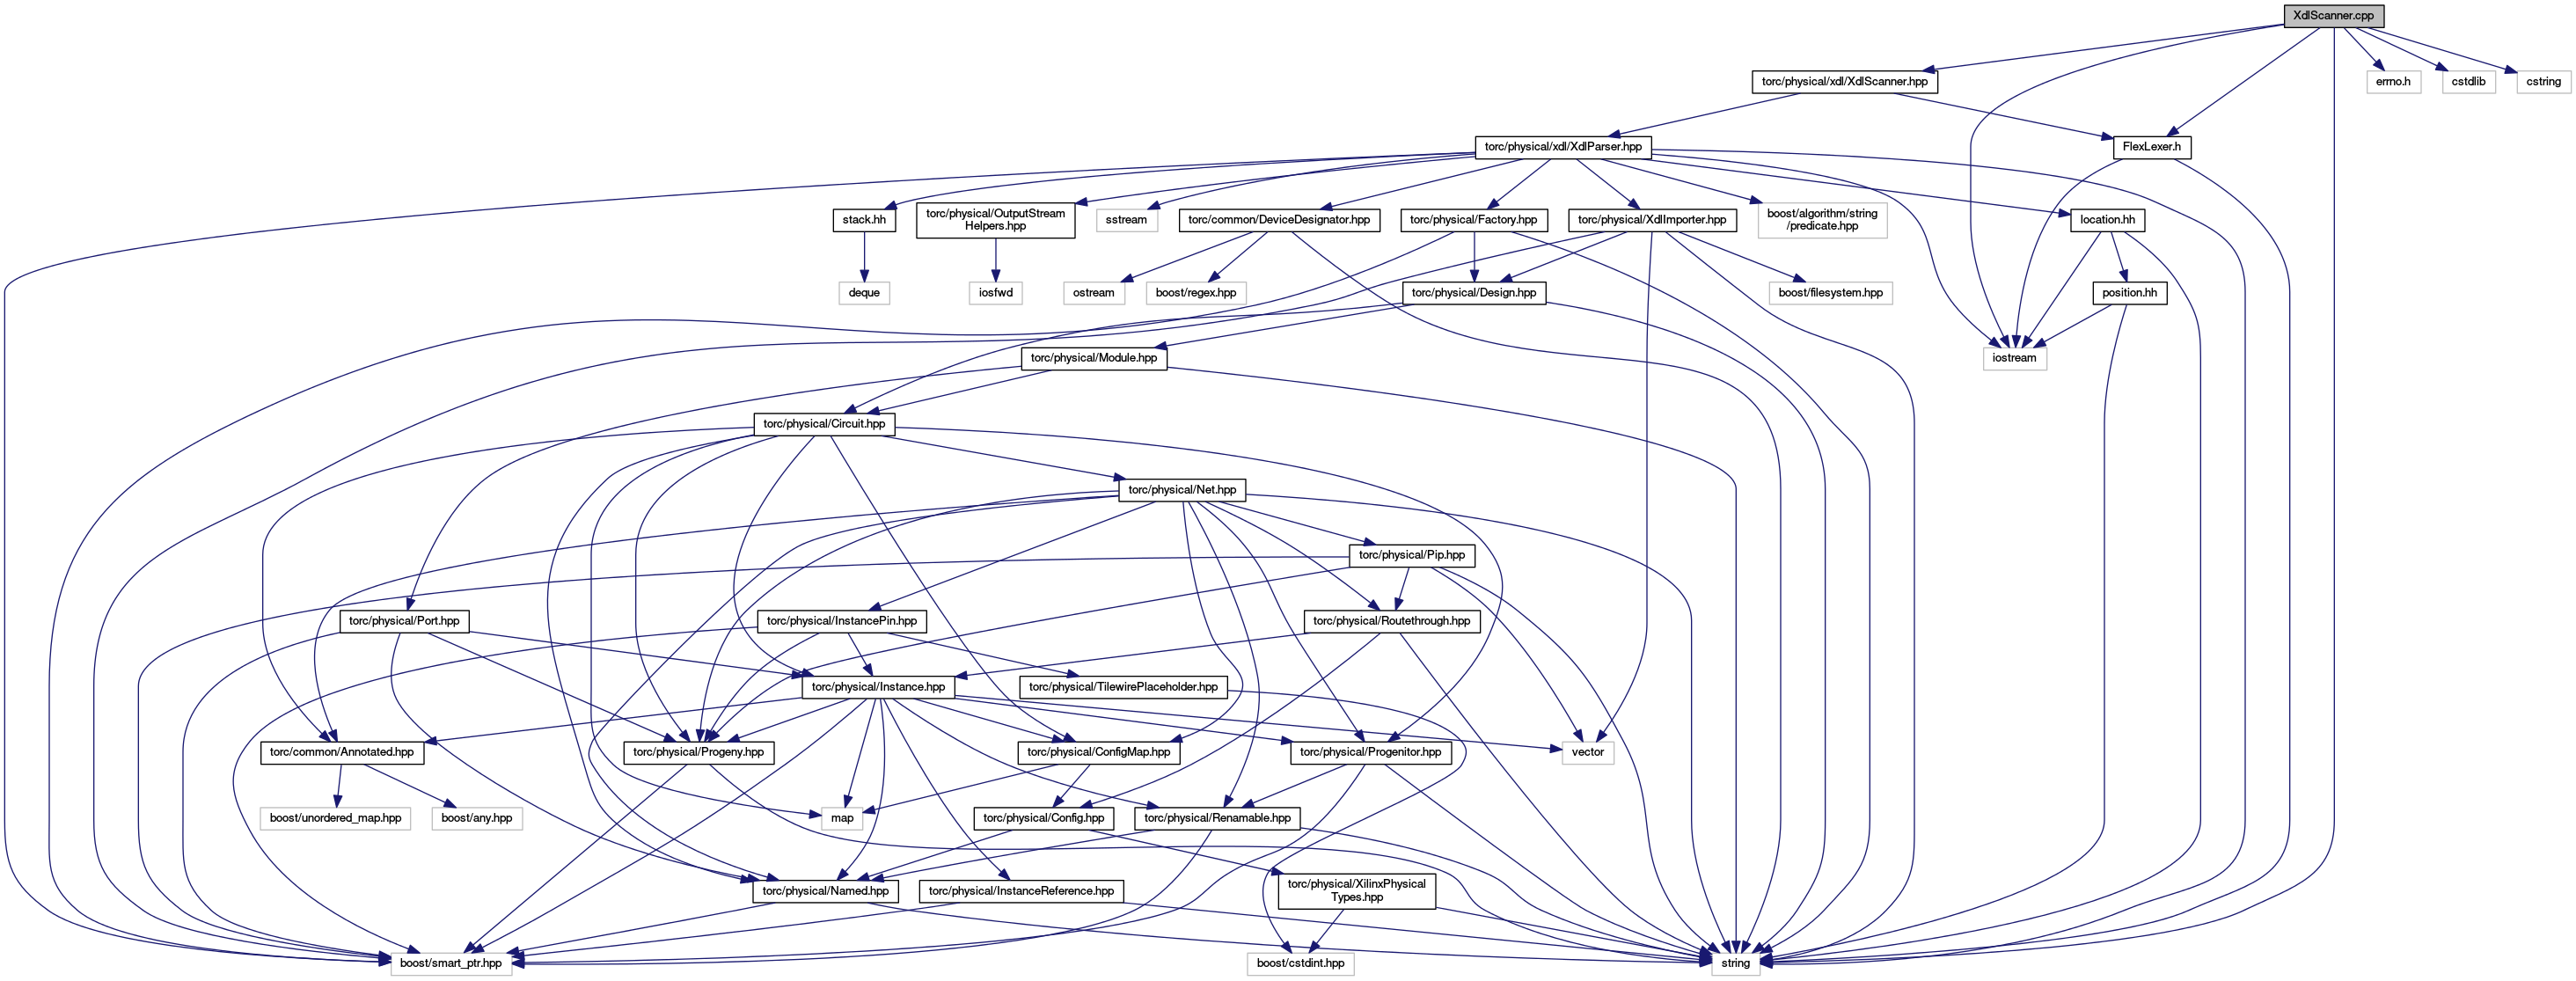 XdlScanner.cpp
torc/physical/xdl/XdlScanner.hpp
errno.h
cstdlib
cstring
torc/physical/xdl/XdlParser.hpp
FlexLexer.h
stack.hh
torc/physical/OutputStream
Helpers.hpp
sstream
torc/common/DeviceDesignator.hpp
torc/physical/Factory.hpp
torc/physical/XdlImporter.hpp
boost/algorithm/string
/predicate.hpp
location.hh
deque
iosfwd
ostream
boost/regex.hpp
torc/physical/Design.hpp
boost/filesystem.hpp
position.hh
torc/physical/Module.hpp
iostream
torc/physical/Circuit.hpp
torc/physical/Net.hpp
torc/physical/Pip.hpp
torc/physical/Port.hpp
torc/physical/InstancePin.hpp
torc/physical/Routethrough.hpp
torc/physical/Instance.hpp
torc/physical/TilewirePlaceholder.hpp
torc/common/Annotated.hpp
torc/physical/Progeny.hpp
torc/physical/ConfigMap.hpp
torc/physical/Progenitor.hpp
vector
boost/unordered_map.hpp
boost/any.hpp
map
torc/physical/Config.hpp
torc/physical/Renamable.hpp
torc/physical/Named.hpp
torc/physical/InstanceReference.hpp
torc/physical/XilinxPhysical
Types.hpp
boost/smart_ptr.hpp
boost/cstdint.hpp
string